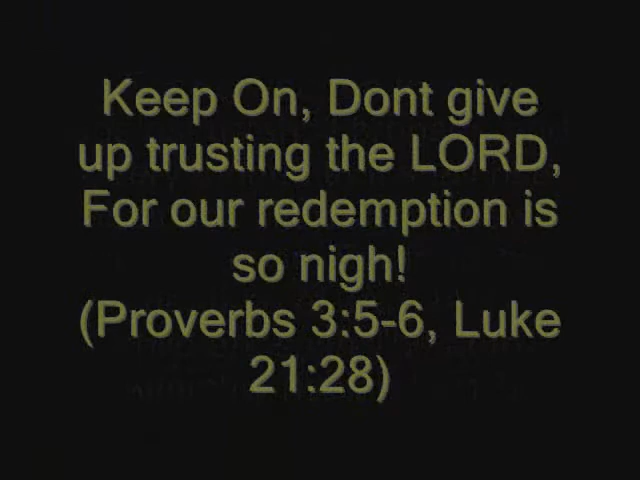 Keep On, Dont give
up trusting the LORD,
For our redemption is
so nigh!
(Proverbs 3:5-6, Luke
21:28)